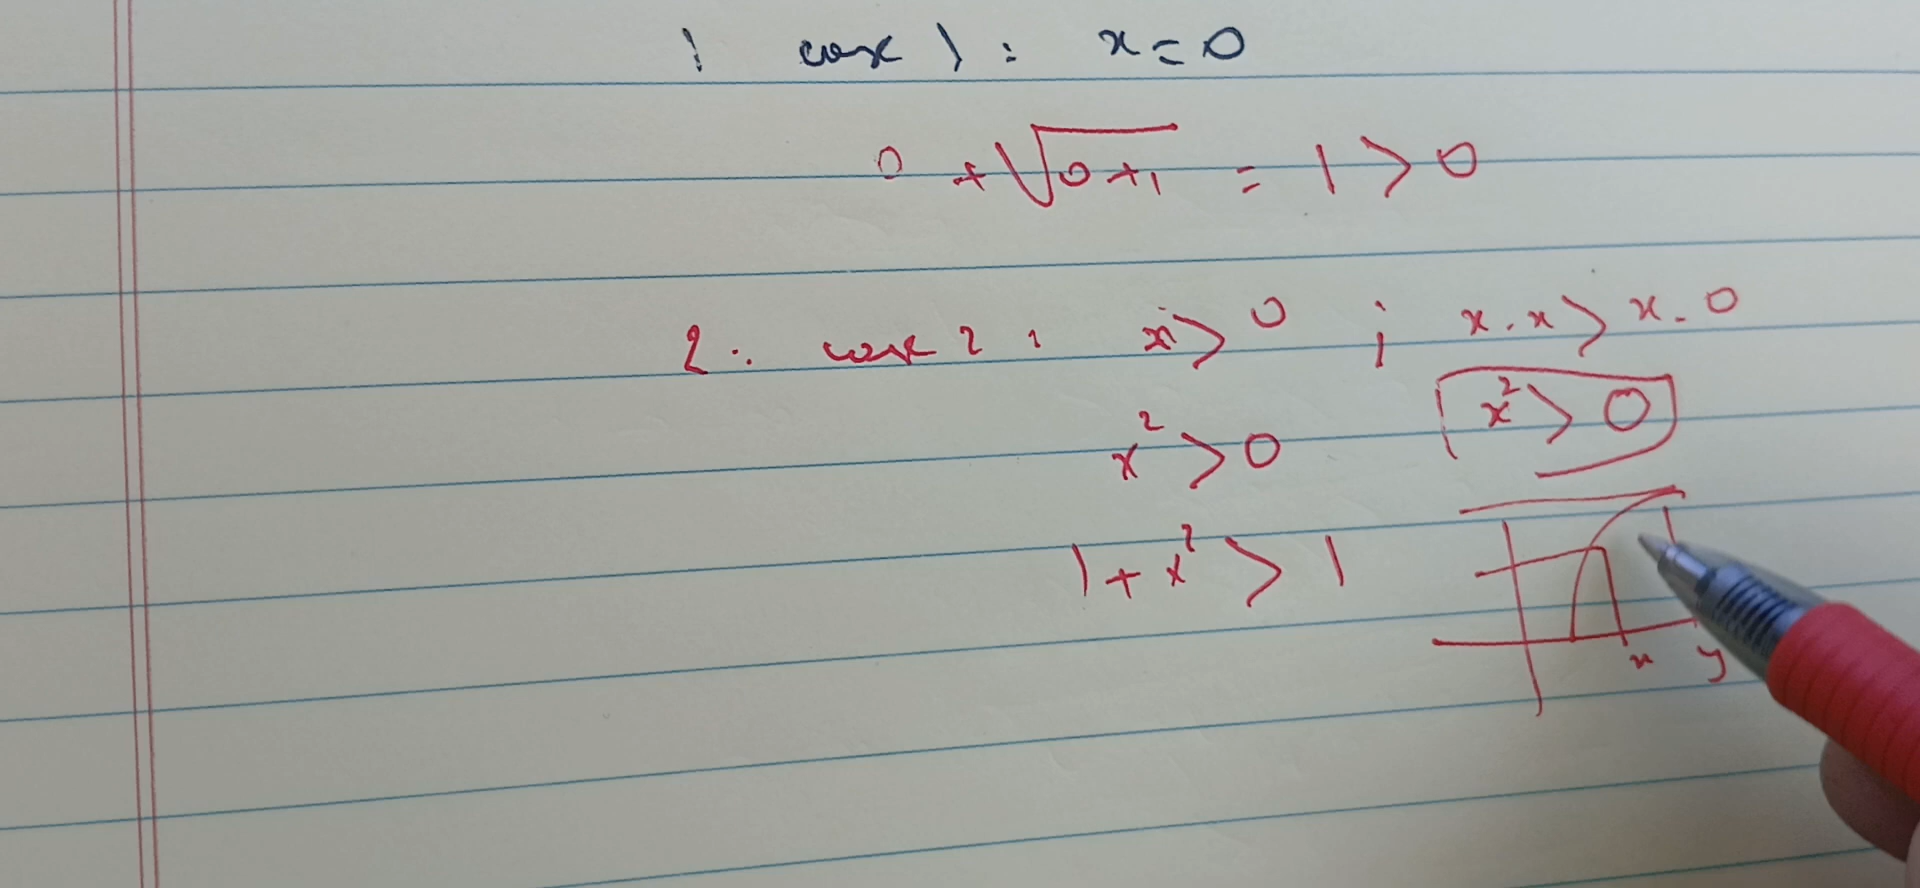 1 case 1: x = 0
0 + √(0+1) = 1 > 0
2. case 2: x > 0 ; x.x > x.0
x² > 0
x² > 0
1 + x² > 1
x y